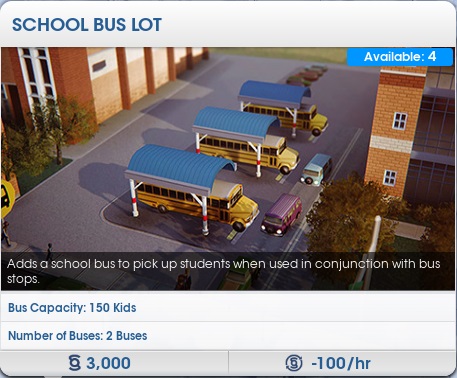 SCHOOL BUS LOT
Available: 4
Adds a school bus to pick up students when used in conjunction with bus
stops.
Bus Capacity: 150 Kids
Number of Buses: 2 Buses
3,000
-100/hr